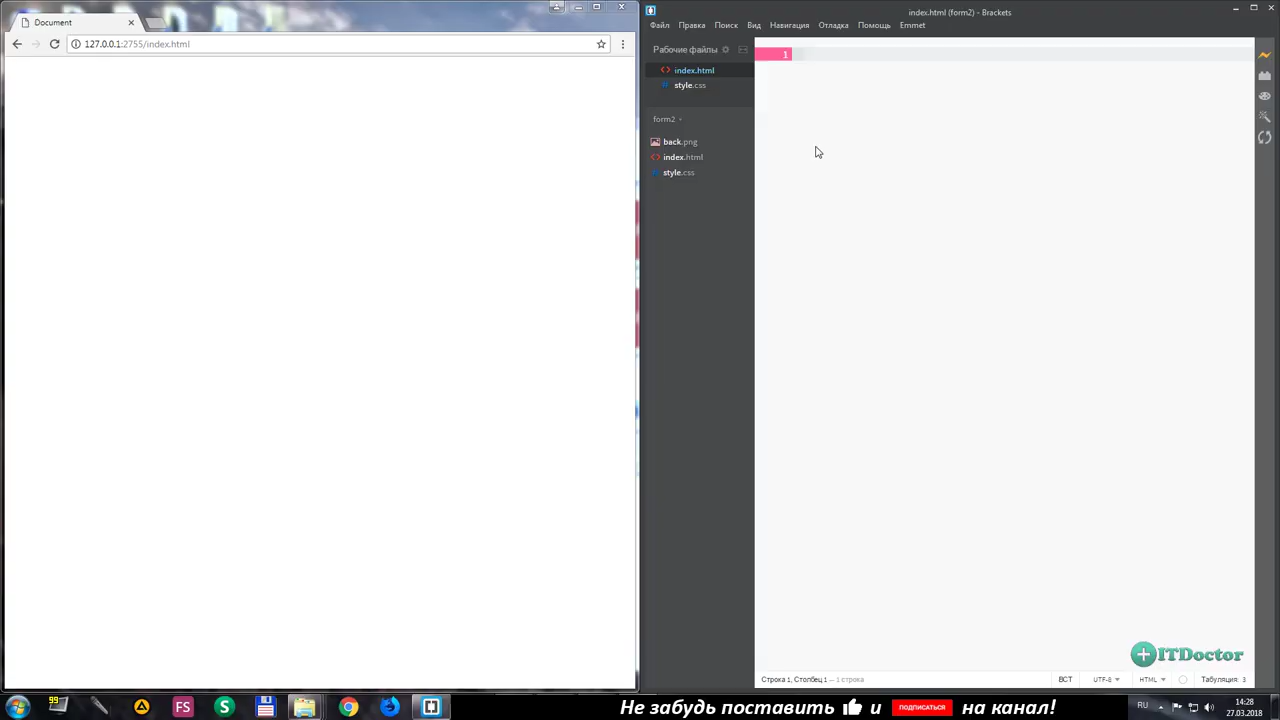 Document
127.0.0.1:2755/index.html
index.html (form2) - Brackets
Файл Правка Поиск Вид Навигация Отладка Помощь Emmet
Рабочие файлы
index.html
style.css
form2
back.png
index.html
style.css
1
ITDoctor
Строка 1, Столбец 1 — 1 строка
ВСТ UTF-8 HTML Табуляция: 3
99
FS
S
Не забудь поставить и ПОДПИСАТЬСЯ на канал!
RU
14:28
27.03.2018